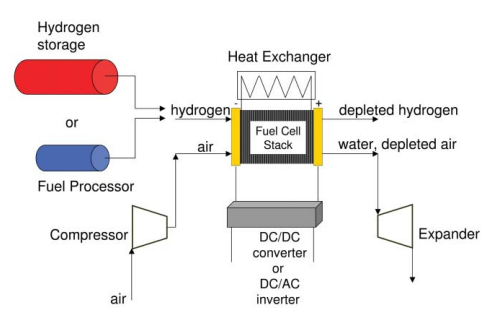 Hydrogen
storage
Heat Exchanger
-
+
hydrogen
depleted hydrogen
or
Fuel Cell
Stack
air
water, depleted air
Fuel Processor
Compressor
DC/DC
converter
or
DC/AC
inverter
Expander
air